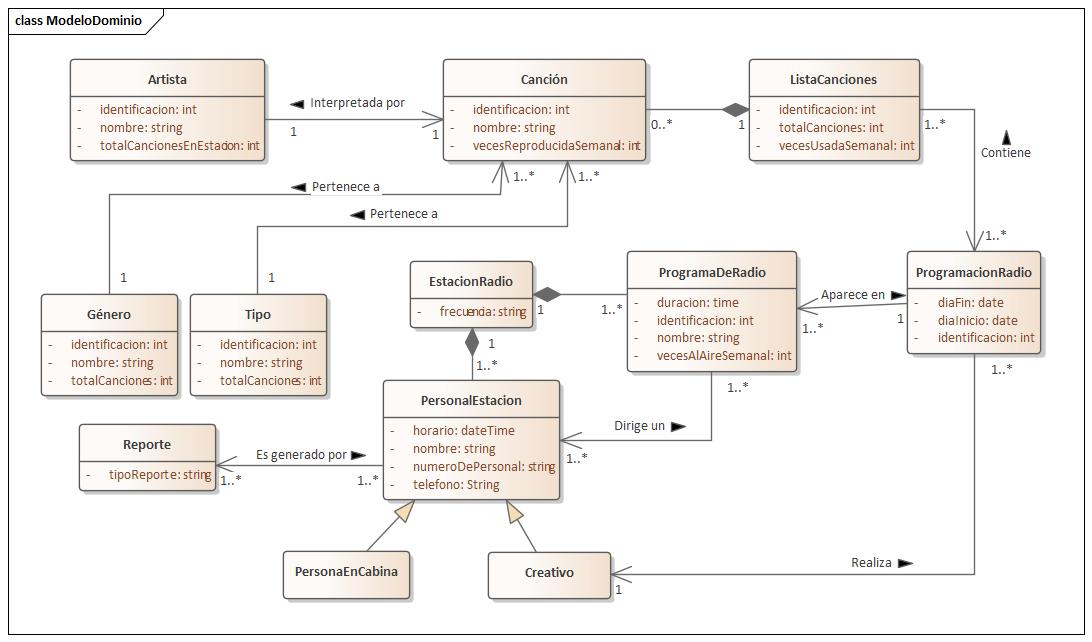 class ModeloDominio
Artista
- identificacion: int
- nombre: string
- totalCancionesEnEstacion: int
Interpretada por
1
1
Canción
- identificacion: int
- nombre: string
- vecesReproducidaSemanal: int
0..*
1
ListaCanciones
- identificacion: int
- totalCanciones: int
- vecesUsadaSemanal: int
1..*
Contiene
1..*
Pertenece a
1..*
1
Pertenece a
1..*
1
Género
- identificacion: int
- nombre: string
- totalCanciones: int
Tipo
- identificacion: int
- nombre: string
- totalCanciones: int
EstacionRadio
- frecuencia: string
1
1..*
1
1..*
ProgramaDeRadio
- duracion: time
- identificacion: int
- nombre: string
- vecesAlAireSemanal: int
Aparece en
1..*
1
ProgramacionRadio
- diaFin: date
- diaInicio: date
- identificacion: int
1..*
1..*
Dirige un
1..*
PersonalEstacion
- horario: dateTime
- nombre: string
- numeroDePersonal: string
- telefono: String
Reporte
- tipoReporte: string
Es generado por
1..*
1..*
PersonaEnCabina
Creativo
Realiza
1